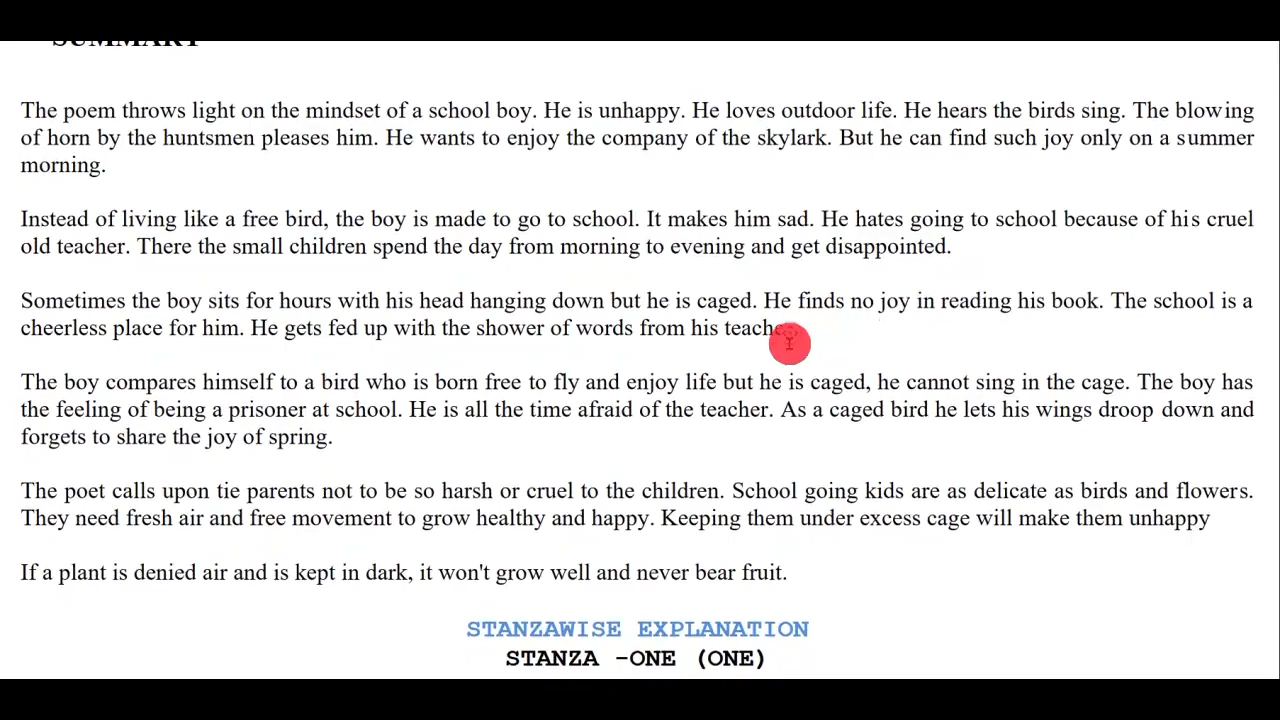 SUMMARY
The poem throws light on the mindset of a school boy. He is unhappy. He loves outdoor life. He hears the birds sing. The blowing
of horn by the huntsmen pleases him. He wants to enjoy the company of the skylark. But he can find such joy only on a summer
morning.
Instead of living like a free bird, the boy is made to go to school. It makes him sad. He hates going to school because of his cruel
old teacher. There the small children spend the day from morning to evening and get disappointed.
Sometimes the boy sits for hours with his head hanging down but he is caged. He finds no joy in reading his book. The school is a
cheerless place for him. He gets fed up with the shower of words from his
The boy compares himself to a bird who is born free to fly and enjoy life but he is caged, he cannot sing in the cage. The boy has
the feeling of being a prisoner at school. He is all the time afraid of the teacher. As a caged bird he lets his wings droop down and
forgets to share the joy of spring.
The poet calls upon tie parents not to be so harsh or cruel to the children. School going kids are as delicate as birds and flowers.
They need fresh air and free movement to grow healthy and happy. Keeping them under excess cage will make them unhappy
If a plant is denied air and is kept in dark, it won't grow well and never bear fruit.
STANZAWISE EXPLANATION
STANZA -ONE (ONE)